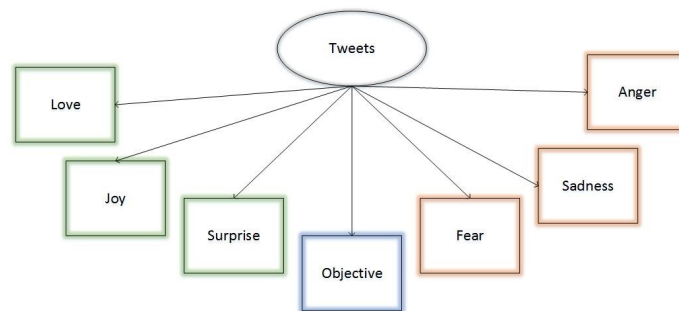 Tweets
Love
Anger
Joy
Sadness
Surprise
Fear
Objective